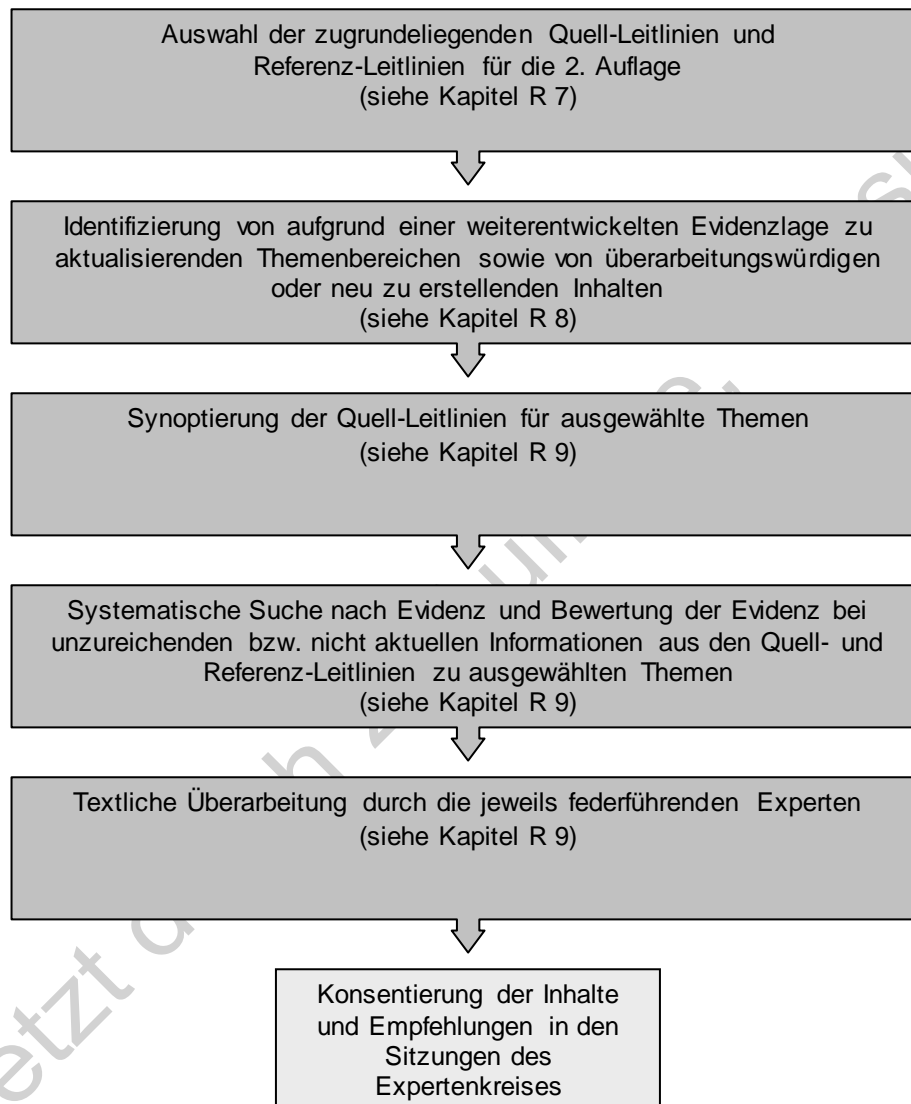 Auswahl der zugrundeliegenden Quell-Leitlinien und
Referenz-Leitlinien für die 2. Auflage
(siehe Kapitel R 7)
Identifizierung von aufgrund einer weiterentwickelten Evidenzlage zu
aktualisierenden Themenbereichen sowie von überarbeitungswürdigen
oder neu zu erstellenden Inhalten
(siehe Kapitel R 8)
Synoptierung der Quell-Leitlinien für ausgewählte Themen
(siehe Kapitel R 9)
Systematische Suche nach Evidenz und Bewertung der Evidenz bei
unzureichenden bzw. nicht aktuellen Informationen aus den Quell- und
Referenz-Leitlinien zu ausgewählten Themen
(siehe Kapitel R 9)
Textliche Überarbeitung durch die jeweils federführenden Experten
(siehe Kapitel R 9)
Konsentierung der Inhalte
und Empfehlungen in den
Sitzungen des
Expertenkreises